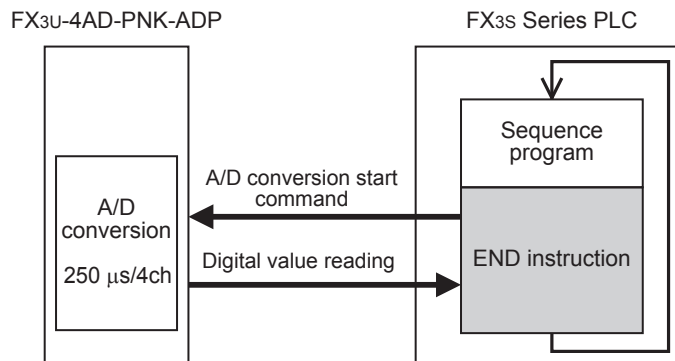 FX3U-4AD-PNK-ADP
FX3S Series PLC
Sequence
program
A/D conversion start
command
A/D
conversion
250 μs/4ch
Digital value reading
END instruction